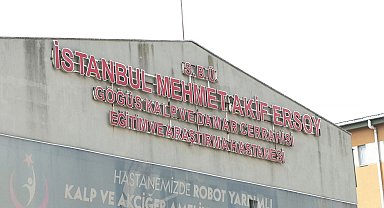 S.B.Ü.
İSTANBUL MEHMET AKİF ERSOY
GÖĞÜS KALP VE DAMAR CERRAHİSİ
EĞİTİM VE ARAŞTIRMA HASTANESİ
HASTANEMİZDE ROBOT YARDIMLI
KALP VE AKCİĞER